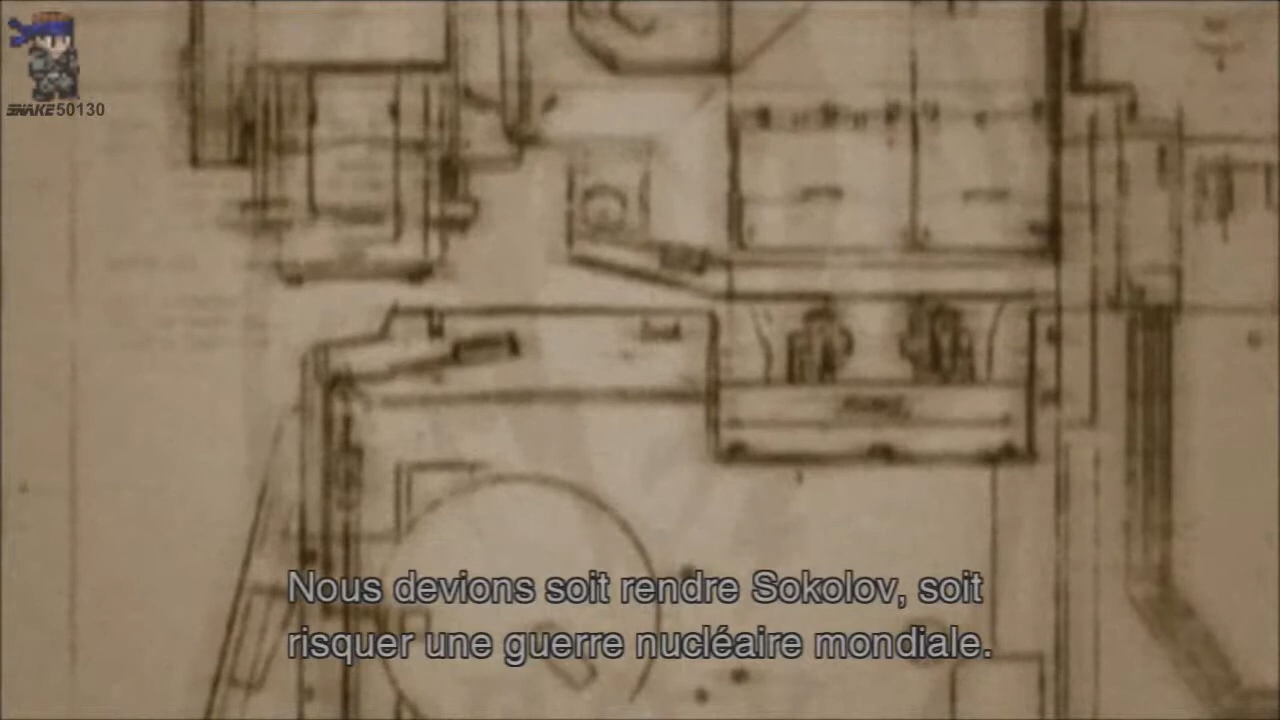 SNAKE50130
Nous devions soit rendre Sokolov, soit
risquer une guerre nucléaire mondiale.